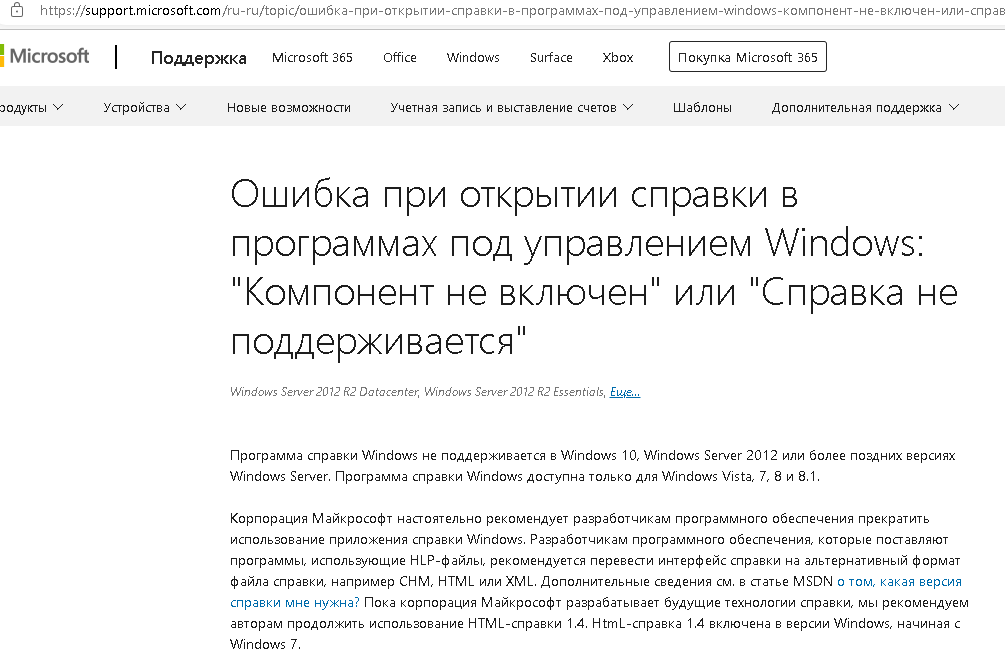 https://support.microsoft.com/ru-ru/topic/ошибка-при-открытии-справки-в-программах-под-управлением-windows-компонент-не-включен-или-справ
Microsoft Поддержка Microsoft 365 Office Windows Surface Xbox Покупка Microsoft 365
родукты Устройства Новые возможности Учетная запись и выставление счетов Шаблоны Дополнительная поддержка
Ошибка при открытии справки в
программах под управлением Windows:
"Компонент не включен" или "Справка не
поддерживается"
Windows Server 2012 R2 Datacenter, Windows Server 2012 R2 Essentials, Еще...
Программа справки Windows не поддерживается в Windows 10, Windows Server 2012 или более поздних версиях
Windows Server. Программа справки Windows доступна только для Windows Vista, 7, 8 и 8.1.
Корпорация Майкрософт настоятельно рекомендует разработчикам программного обеспечения прекратить
использование приложения справки Windows. Разработчикам программного обеспечения, которые поставляют
программы, использующие HLP-файлы, рекомендуется перевести интерфейс справки на альтернативный формат
файла справки, например CHM, HTML или XML. Дополнительные сведения см. в статье MSDN о том, какая версия
справки мне нужна? Пока корпорация Майкрософт разрабатывает будущие технологии справки, мы рекомендуем
авторам продолжить использование HTML-справки 1.4. HtmL-справка 1.4 включена в версии Windows, начиная с
Windows 7.